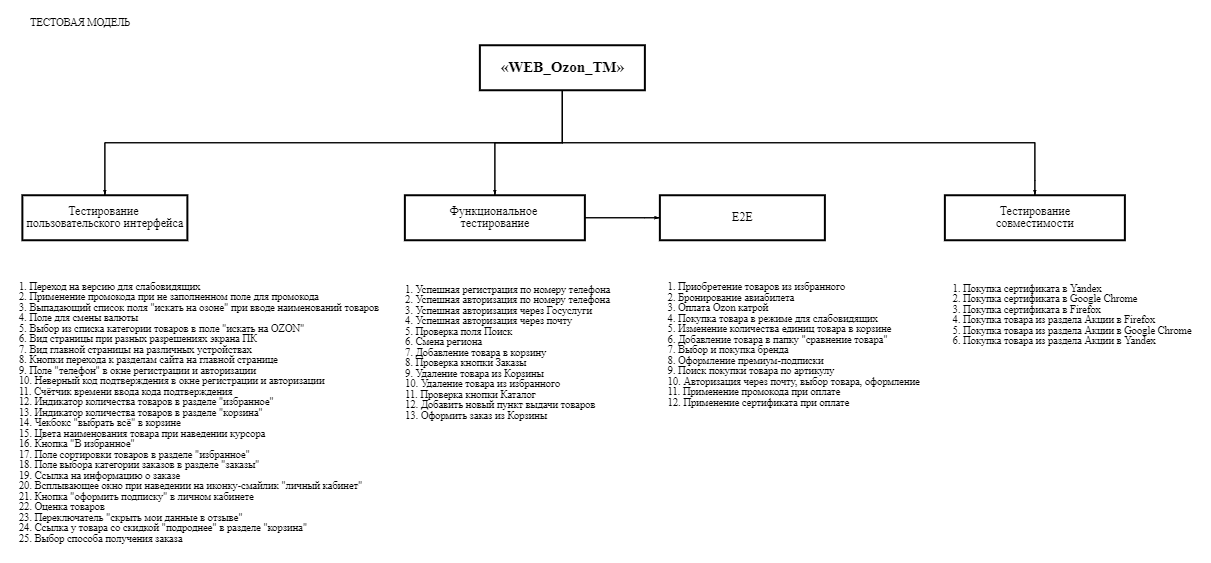 ТЕСТОВАЯ МОДЕЛЬ
«WEB_Ozon_TM»
Тестирование
пользовательского интерфейса
Функциональное
тестирование
E2E
Тестирование
совместимости
1. Переход на версию для слабовидящих
2. Применение промокода при не заполненном поле для промокода
3. Выпадающий список поля "искать на озоне" при вводе наименований товаров
4. Поле для смены валюты
5. Выбор из списка категории товаров в поле "искать на OZON"
6. Вид страницы при разных разрешениях экрана ПК
7. Вид главной страницы на различных устройствах
8. Кнопки перехода к разделам сайта на главной странице
9. Поле "телефон" в окне регистрации и авторизации
10. Неверный код подтверждения в окне регистрации и авторизации
11. Счётчик времени ввода кода подтверждения
12. Индикатор количества товаров в разделе "избранное"
13. Индикатор количества товаров в разделе "корзина"
14. Чекбокс "выбрать всё" в корзине
15. Цвета наименования товара при наведении курсора
16. Кнопка "В избранное"
17. Поле сортировки товаров в разделе "избранное"
18. Поле выбора категории заказов в разделе "заказы"
19. Ссылка на информацию о заказе
20. Всплывающее окно при наведении на иконку-смайлик "личный кабинет"
21. Кнопка "оформить подписку" в личном кабинете
22. Оценка товаров
23. Переключатель "скрыть мои данные в отзыве"
24. Ссылка у товара со скидкой "подроднее" в разделе "корзина"
25. Выбор способа получения заказа
1. Успешная регистрация по номеру телефона
2. Успешная авторизация по номеру телефона
3. Успешная авторизация через Госуслуги
4. Успешная авторизация через почту
5. Проверка поля Поиск
6. Смена региона
7. Добавление товара в корзину
8. Проверка кнопки Заказы
9. Удаление товара из Корзины
10. Удаление товара из избранного
11. Проверка кнопки Каталог
12. Добавить новый пункт выдачи товаров
13. Оформить заказ из Корзины
1. Приобретение товаров из избранного
2. Бронирование авиабилета
3. Оплата Ozon катрой
4. Покупка товара в режиме для слабовидящих
5. Изменение количества единиц товара в корзине
6. Добавление товара в папку "сравнение товара"
7. Выбор и покупка бренда
8. Оформление премиум-подписки
9. Поиск покупки товара по артикулу
10. Авторизация через почту, выбор товара, оформление
11. Применение промокода при оплате
12. Применение сертификата при оплате
1. Покупка сертификата в Yandex
2. Покупка сертификата в Google Chrome
3. Покупка сертификата в Firefox
4. Покупка товара из раздела Акции в Firefox
5. Покупка товара из раздела Акции в Google Chrome
6. Покупка товара из раздела Акции в Yandex